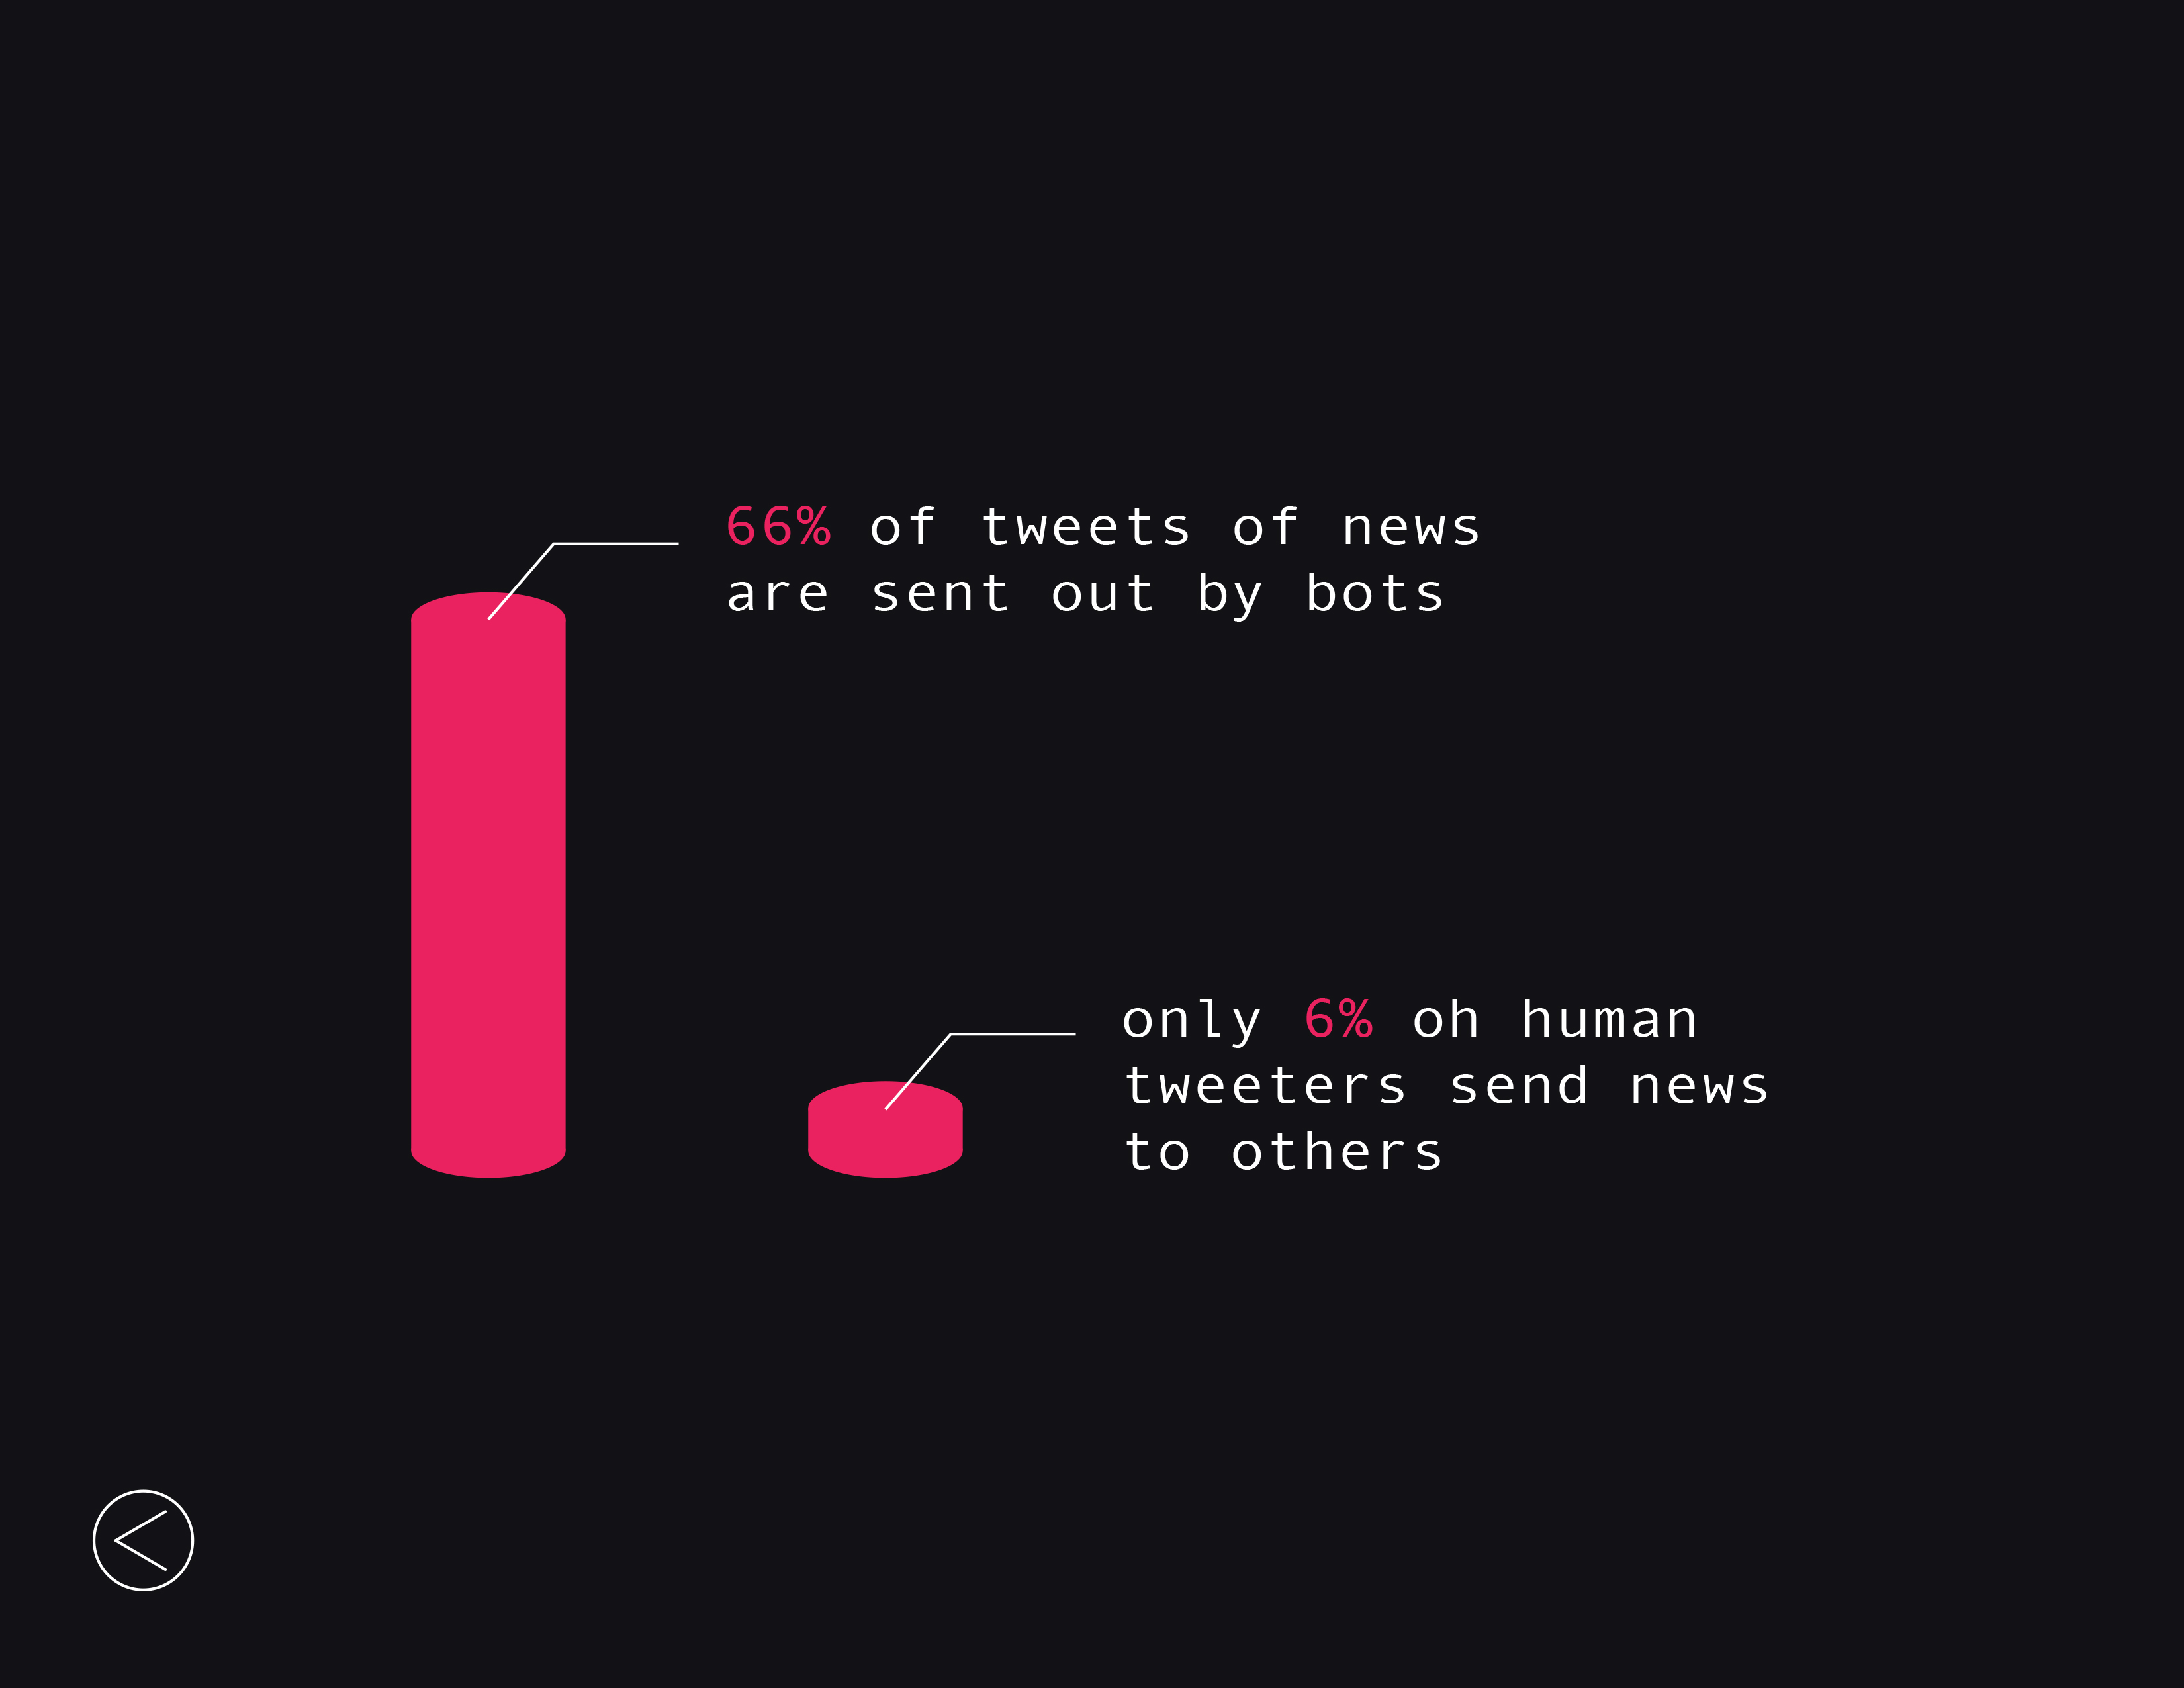 66% of tweets of news
are sent out by bots
only 6% oh human
tweeters send news
to others